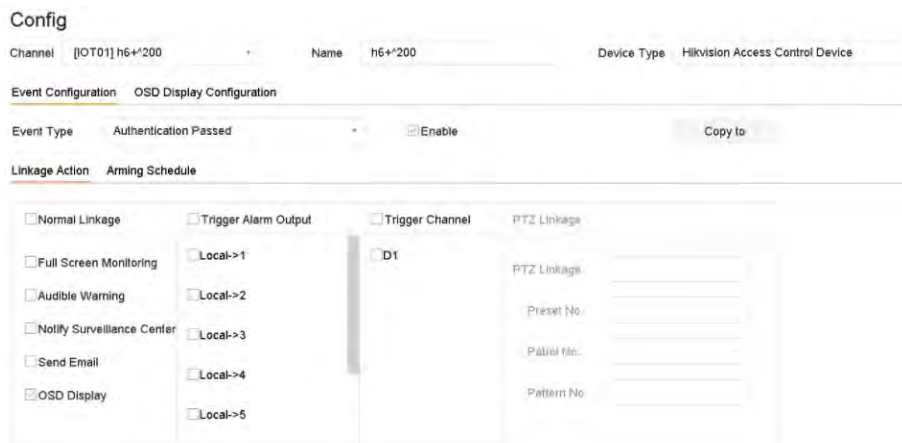 Config
Channel [IOT01] h6+^200 Name h6+^200 Device Type Hikvision Access Control Device
Event Configuration OSD Display Configuration
Event Type Authentication Passed Enable Copy to
Linkage Action Arming Schedule
Normal Linkage Trigger Alarm Output Trigger Channel PTZ Linkage
Full Screen Monitoring Local->1 D1 PTZ Linkage
Audible Warning Local->2 Preset No.
Notify Surveillance Center Local->3 Patrol No.
Send Email Local->4 Pattern No
OSD Display Local->5